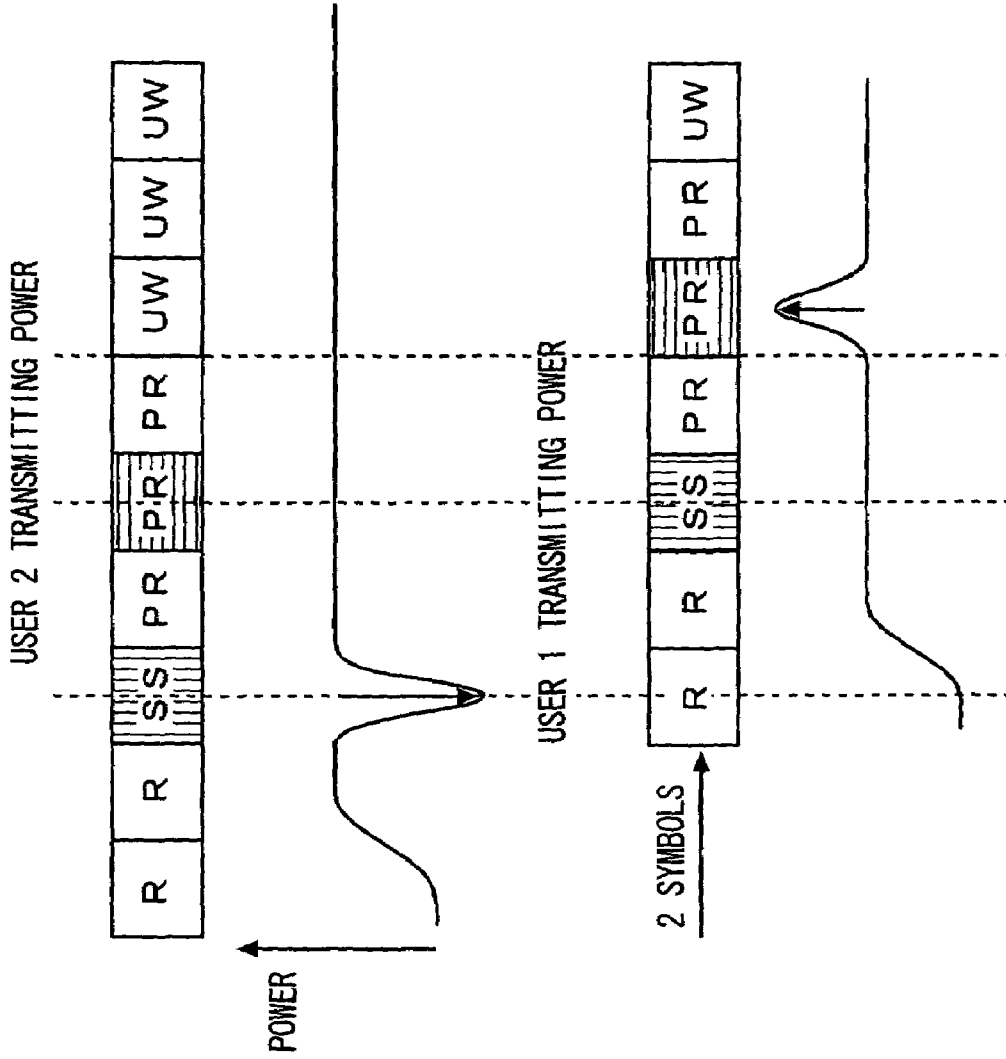 USER 2 TRANSMITTING POWER
R R SS PR PR PR UW UW UW
POWER
USER 1 TRANSMITTING POWER
2 SYMBOLS
R R SS PR PR PR UW